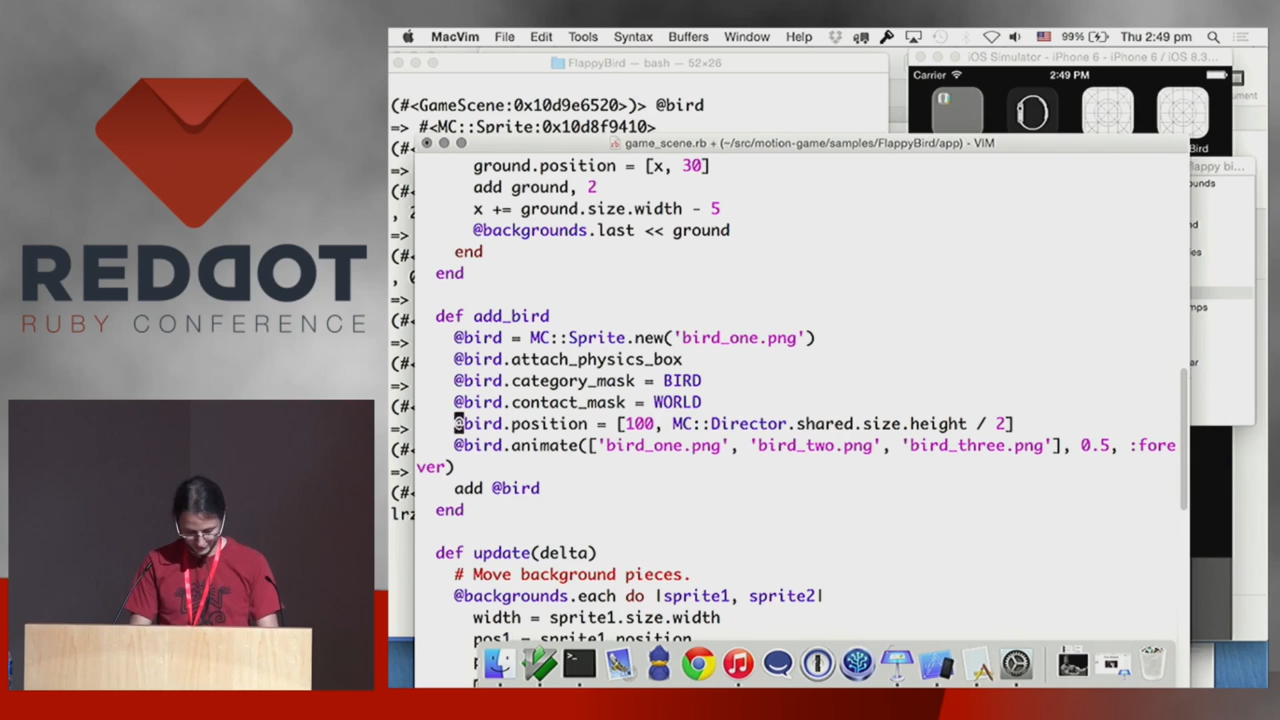 MacVim File Edit Tools Syntax Buffers Window Help 99% Thu 2:49 pm
FlappyBird — bash — 52×26
iOS Simulator - iPhone 6 - iPhone 6 / iOS 8.3...
Carrier 2:49 PM
(#<GameScene:0x10d9e6520>)> @bird
=> #<MC::Sprite:0x10d8f9410>
game_scene.rb + (~/src/motion-game/samples/FlappyBird/app) - VIM
ground.position = [x, 30]
add ground, 2
x += ground.size.width - 5
@backgrounds.last << ground
end
end
def add_bird
@bird = MC::Sprite.new('bird_one.png')
@bird.attach_physics_box
@bird.category_mask = BIRD
@bird.contact_mask = WORLD
@bird.position = [100, MC::Director.shared.size.height / 2]
@bird.animate(['bird_one.png', 'bird_two.png', 'bird_three.png'], 0.5, :fore
ver)
add @bird
end
def update(delta)
# Move background pieces.
@backgrounds.each do |sprite1, sprite2|
width = sprite1.size.width
pos1 = sprite1.position
REDDOT
RUBY CONFERENCE